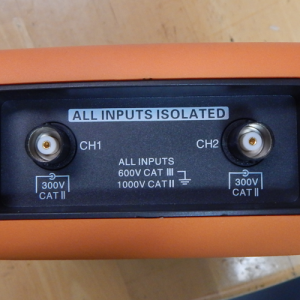 ALL INPUTS ISOLATED
CH1
CH2
ALL INPUTS
600V CAT III
1000V CAT II
300V
CAT II
300V
CAT II